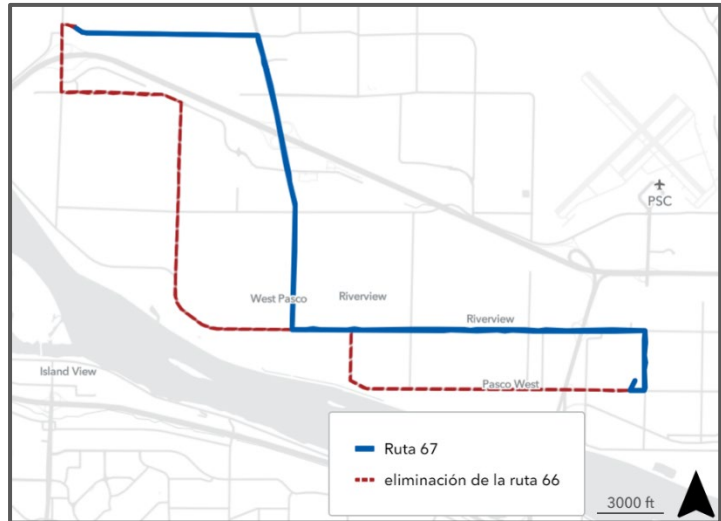 PSC
West Pasco
Riverview
Riverview
Island View
Pasco West
Ruta 67
eliminación de la ruta 66
3000 ft